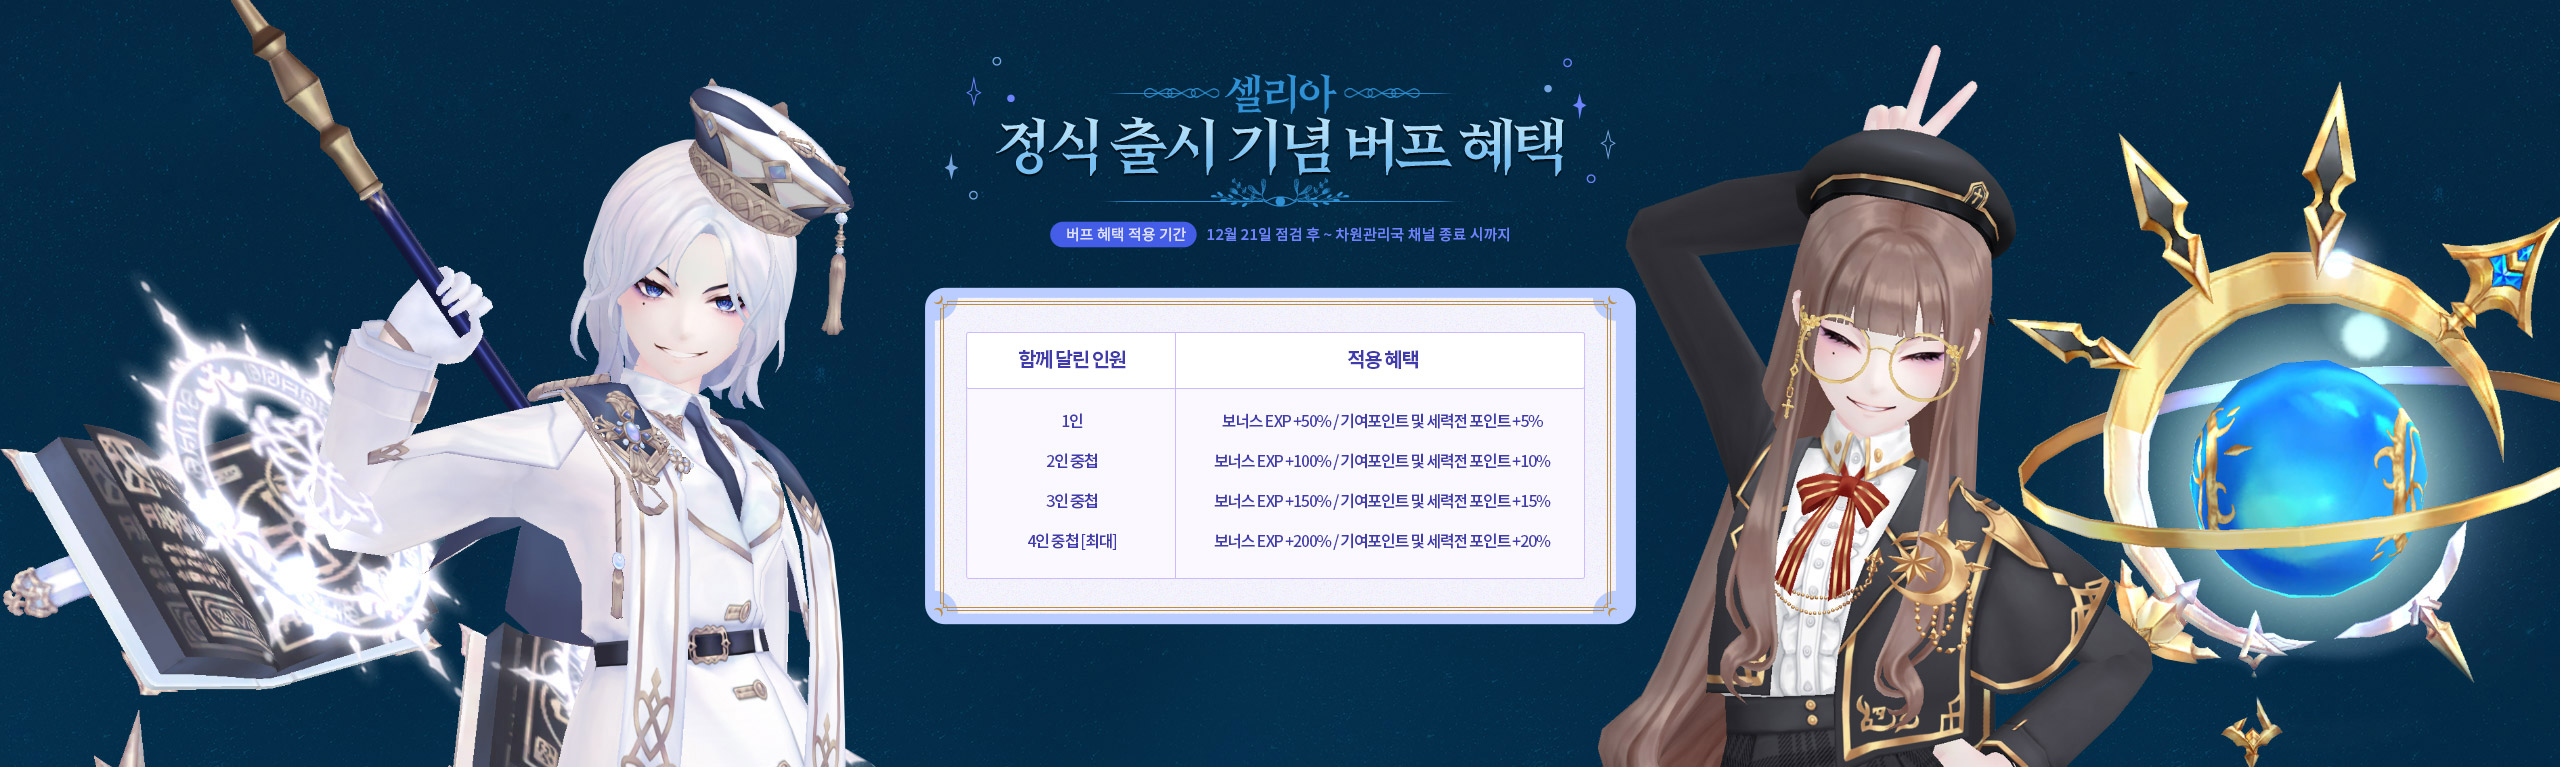 셀리아
정식 출시 기념 버프 혜택
버프 혜택 적용 기간 12월 21일 점검 후 ~ 차원관리국 채널 종료 시까지
함께 달린 인원 적용 혜택
1인 보너스 EXP +50% / 기여포인트 및 세력전 포인트 +5%
2인 중첩 보너스 EXP +100% / 기여포인트 및 세력전 포인트 +10%
3인 중첩 보너스 EXP +150% / 기여포인트 및 세력전 포인트 +15%
4인 중첩 [최대] 보너스 EXP +200% / 기여포인트 및 세력전 포인트 +20%